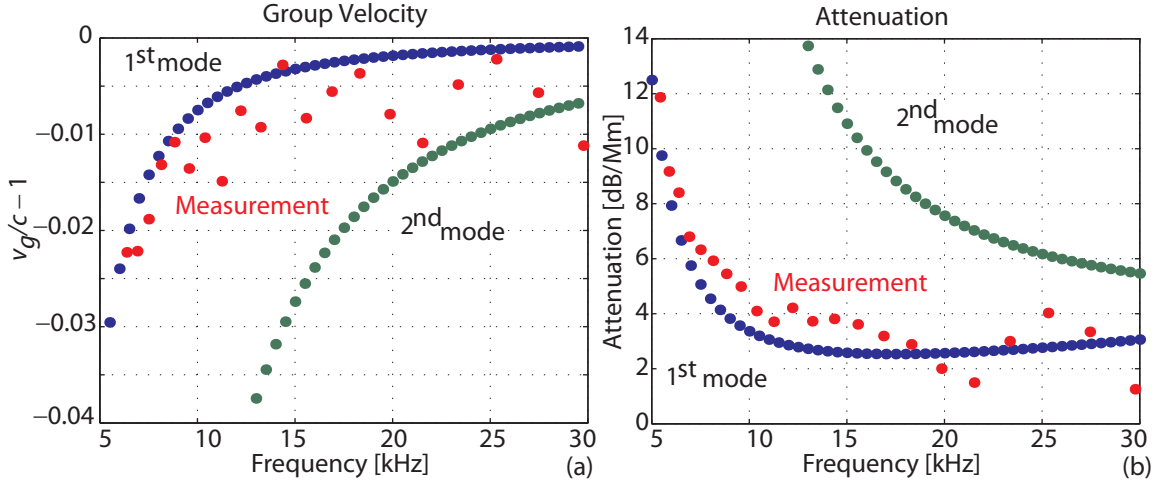 Group Velocity
0
−0.01
−0.02
−0.03
−0.04
v_g/c − 1
1st mode
Measurement
2nd mode
5
10
15
20
25
30
Frequency [kHz]
(a)
Attenuation
14
12
10
8
6
4
2
0
Attenuation [dB/Mm]
2nd mode
Measurement
1st mode
5
10
15
20
25
30
Frequency [kHz]
(b)